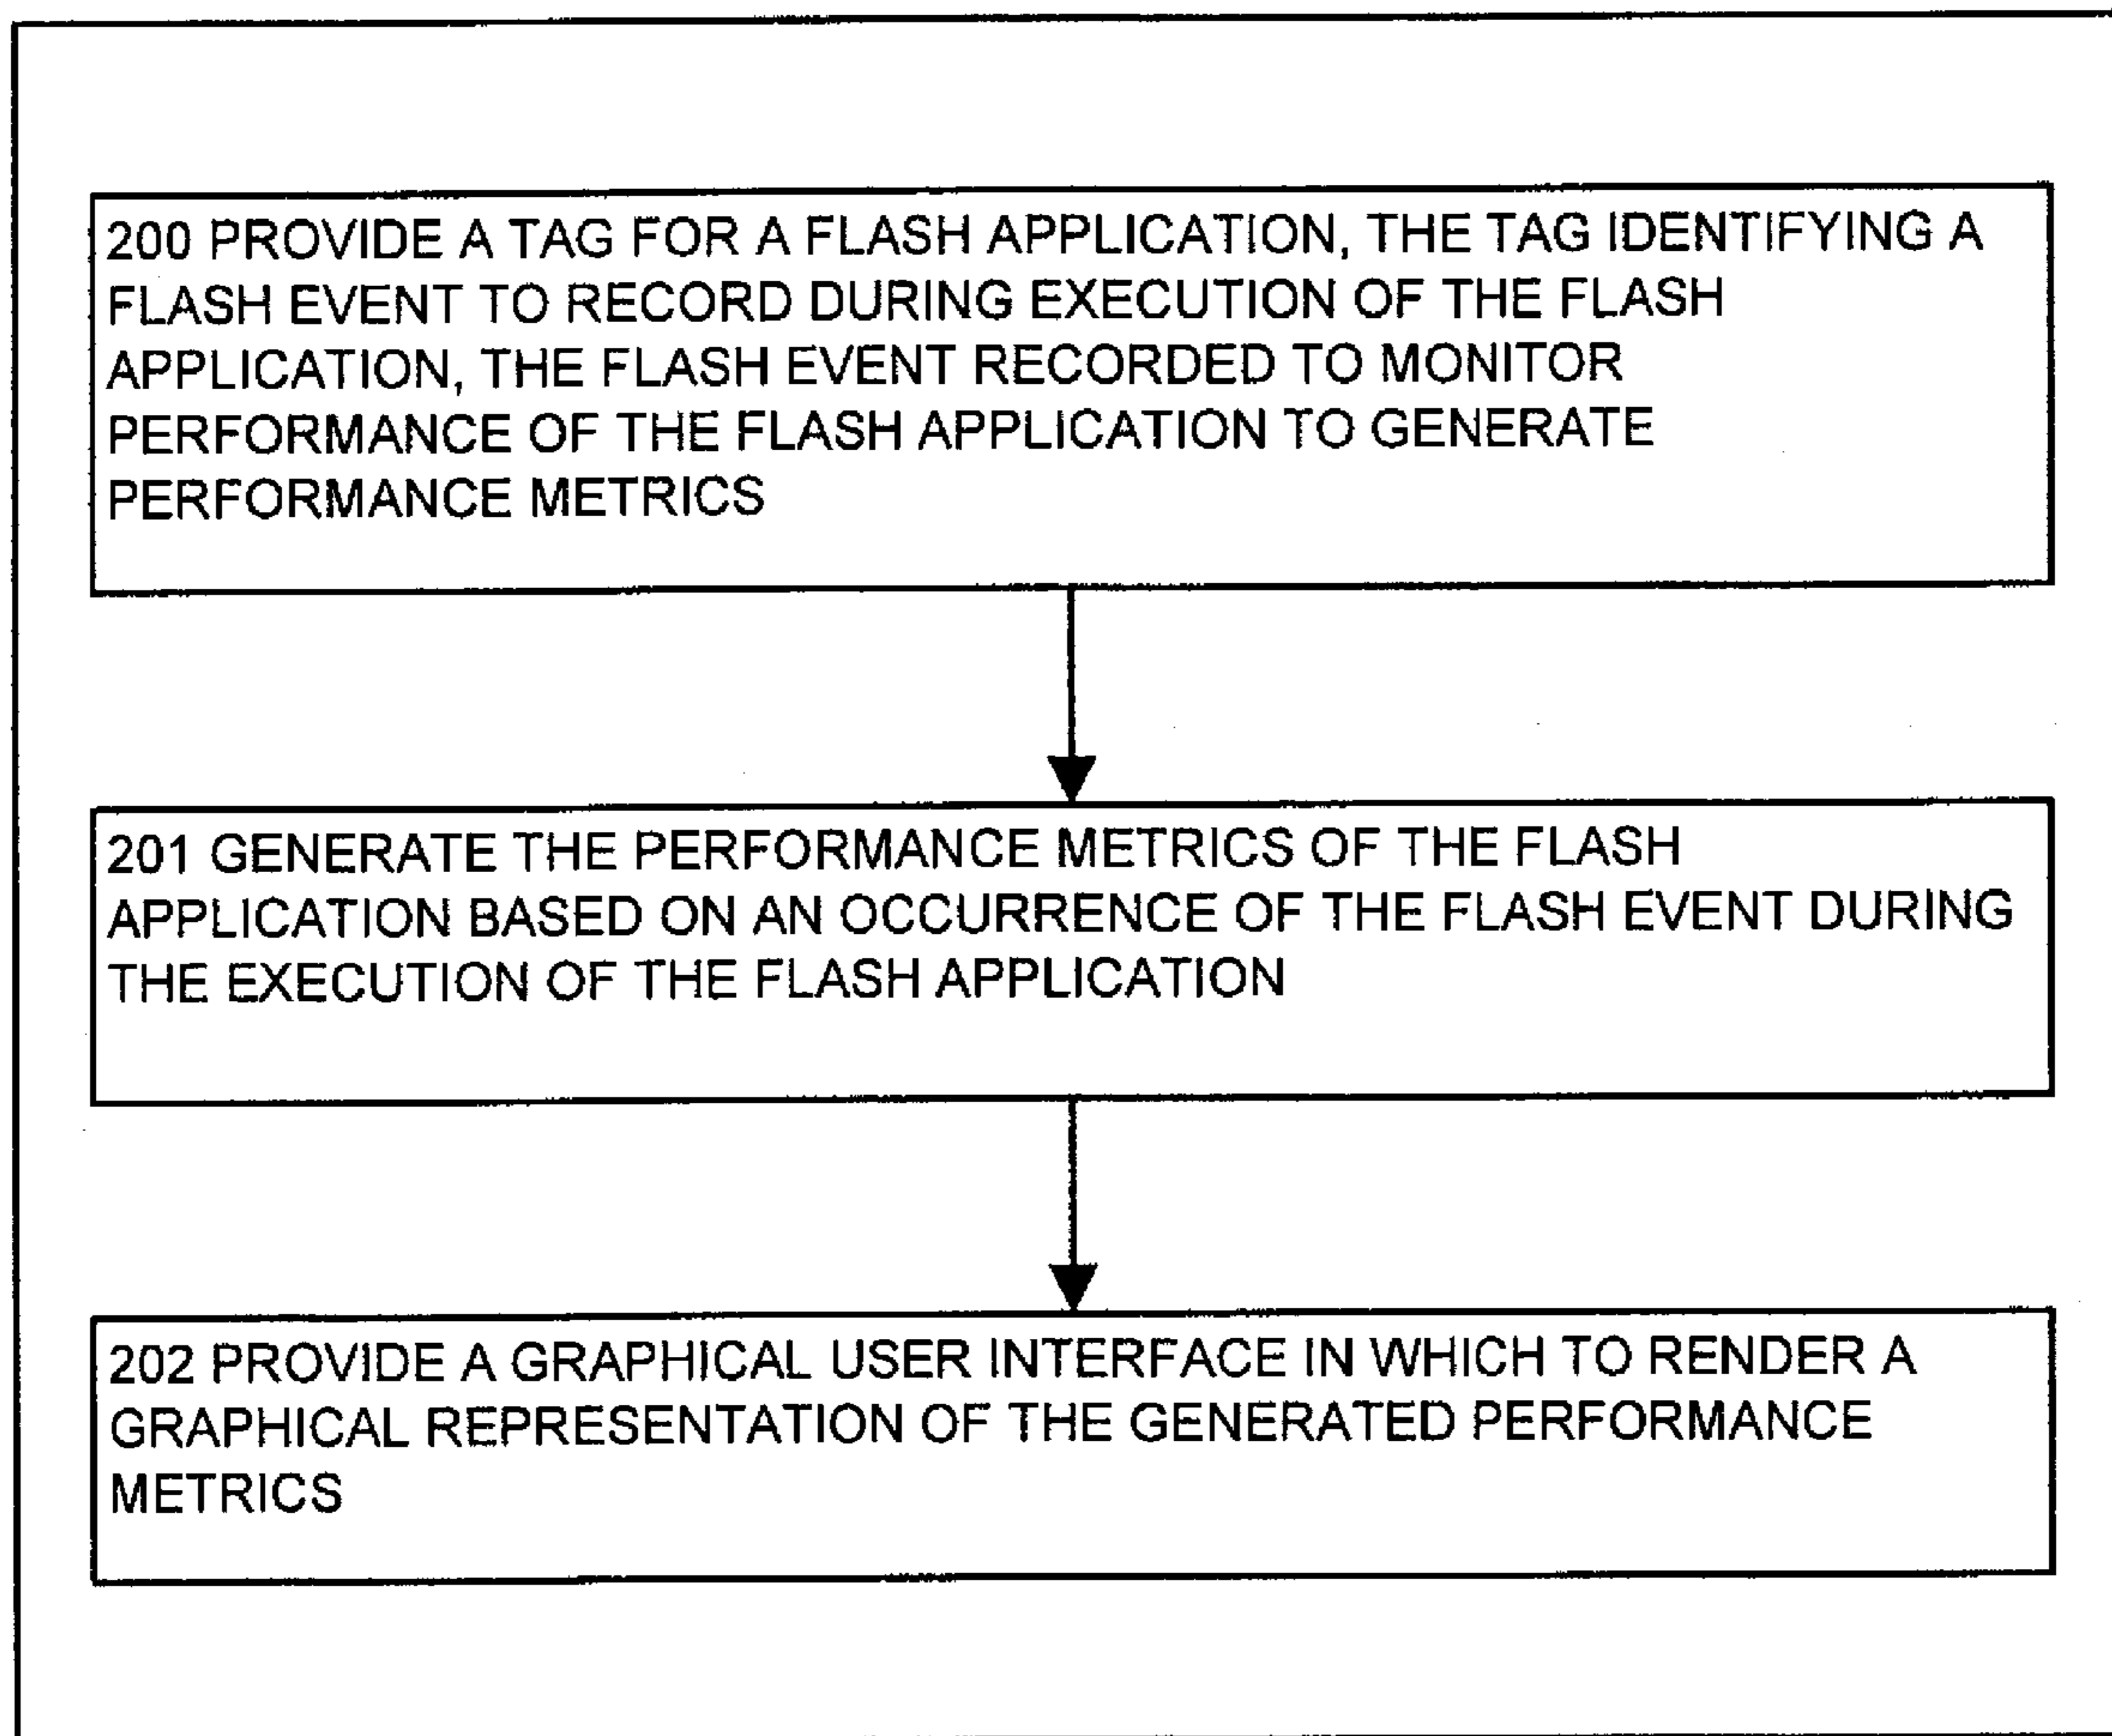 200 PROVIDE A TAG FOR A FLASH APPLICATION, THE TAG IDENTIFYING A
FLASH EVENT TO RECORD DURING EXECUTION OF THE FLASH
APPLICATION, THE FLASH EVENT RECORDED TO MONITOR
PERFORMANCE OF THE FLASH APPLICATION TO GENERATE
PERFORMANCE METRICS
201 GENERATE THE PERFORMANCE METRICS OF THE FLASH
APPLICATION BASED ON AN OCCURRENCE OF THE FLASH EVENT DURING
THE EXECUTION OF THE FLASH APPLICATION
202 PROVIDE A GRAPHICAL USER INTERFACE IN WHICH TO RENDER A
GRAPHICAL REPRESENTATION OF THE GENERATED PERFORMANCE
METRICS